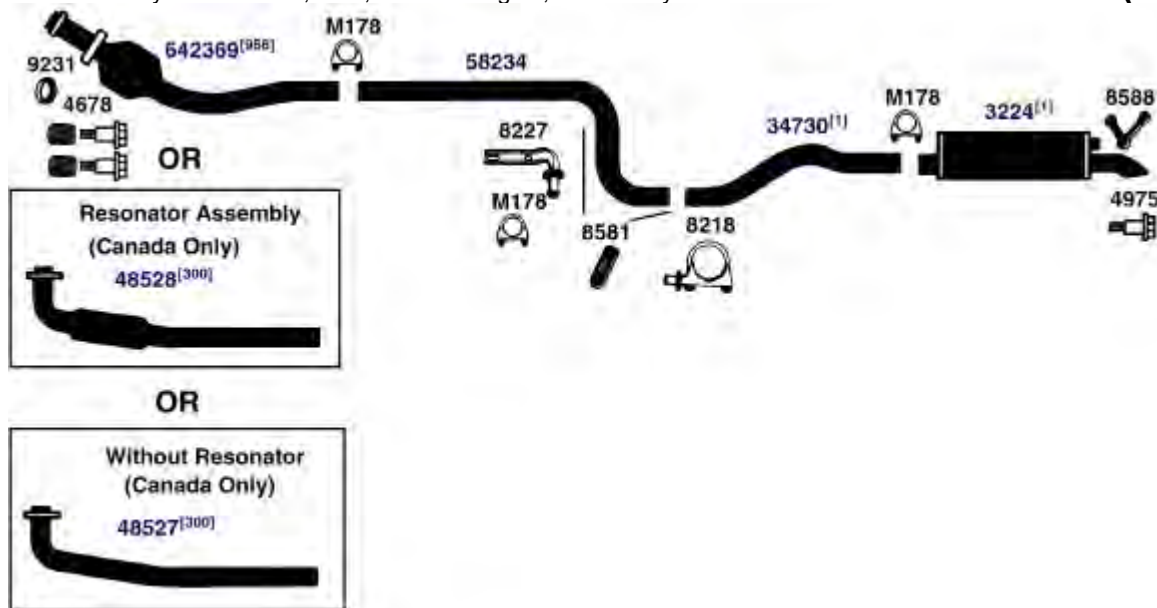 M178
642369[956]
58234
9231
4678
M178
3224[1]
8588
34730[1]
8227
OR
M178
8581
8218
4975
Resonator Assembly
(Canada Only)
48528[300]
OR
Without Resonator
(Canada Only)
48527[300]